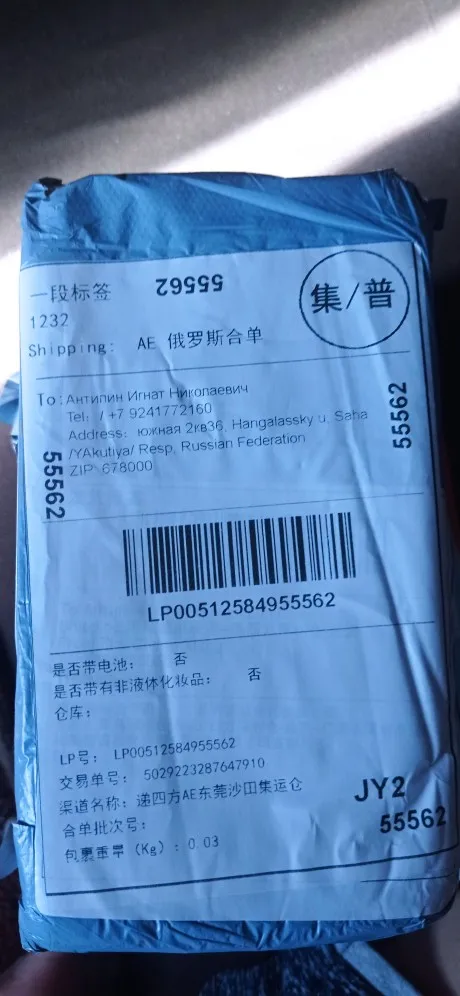 一段标签
55562
集/普
1232
Shipping: AE 俄罗斯合单
To: Антипин Игнат Николаевич
Tel: / +7 9241772160
Address: южная 2кв36, Hangalassky u, Saha
/YAkutiya/ Resp, Russian Federation
ZIP: 678000
55562
55562
LP00512584955562
是否带电池: 否
是否带有非液体化妆品: 否
仓库:
LP号: LP00512584955562
交易单号: 5029223287647910
渠道名称: 递四方AE东莞沙田集运仓
合单批次号:
包裹重量 (Kg) : 0.03
JY2
55562